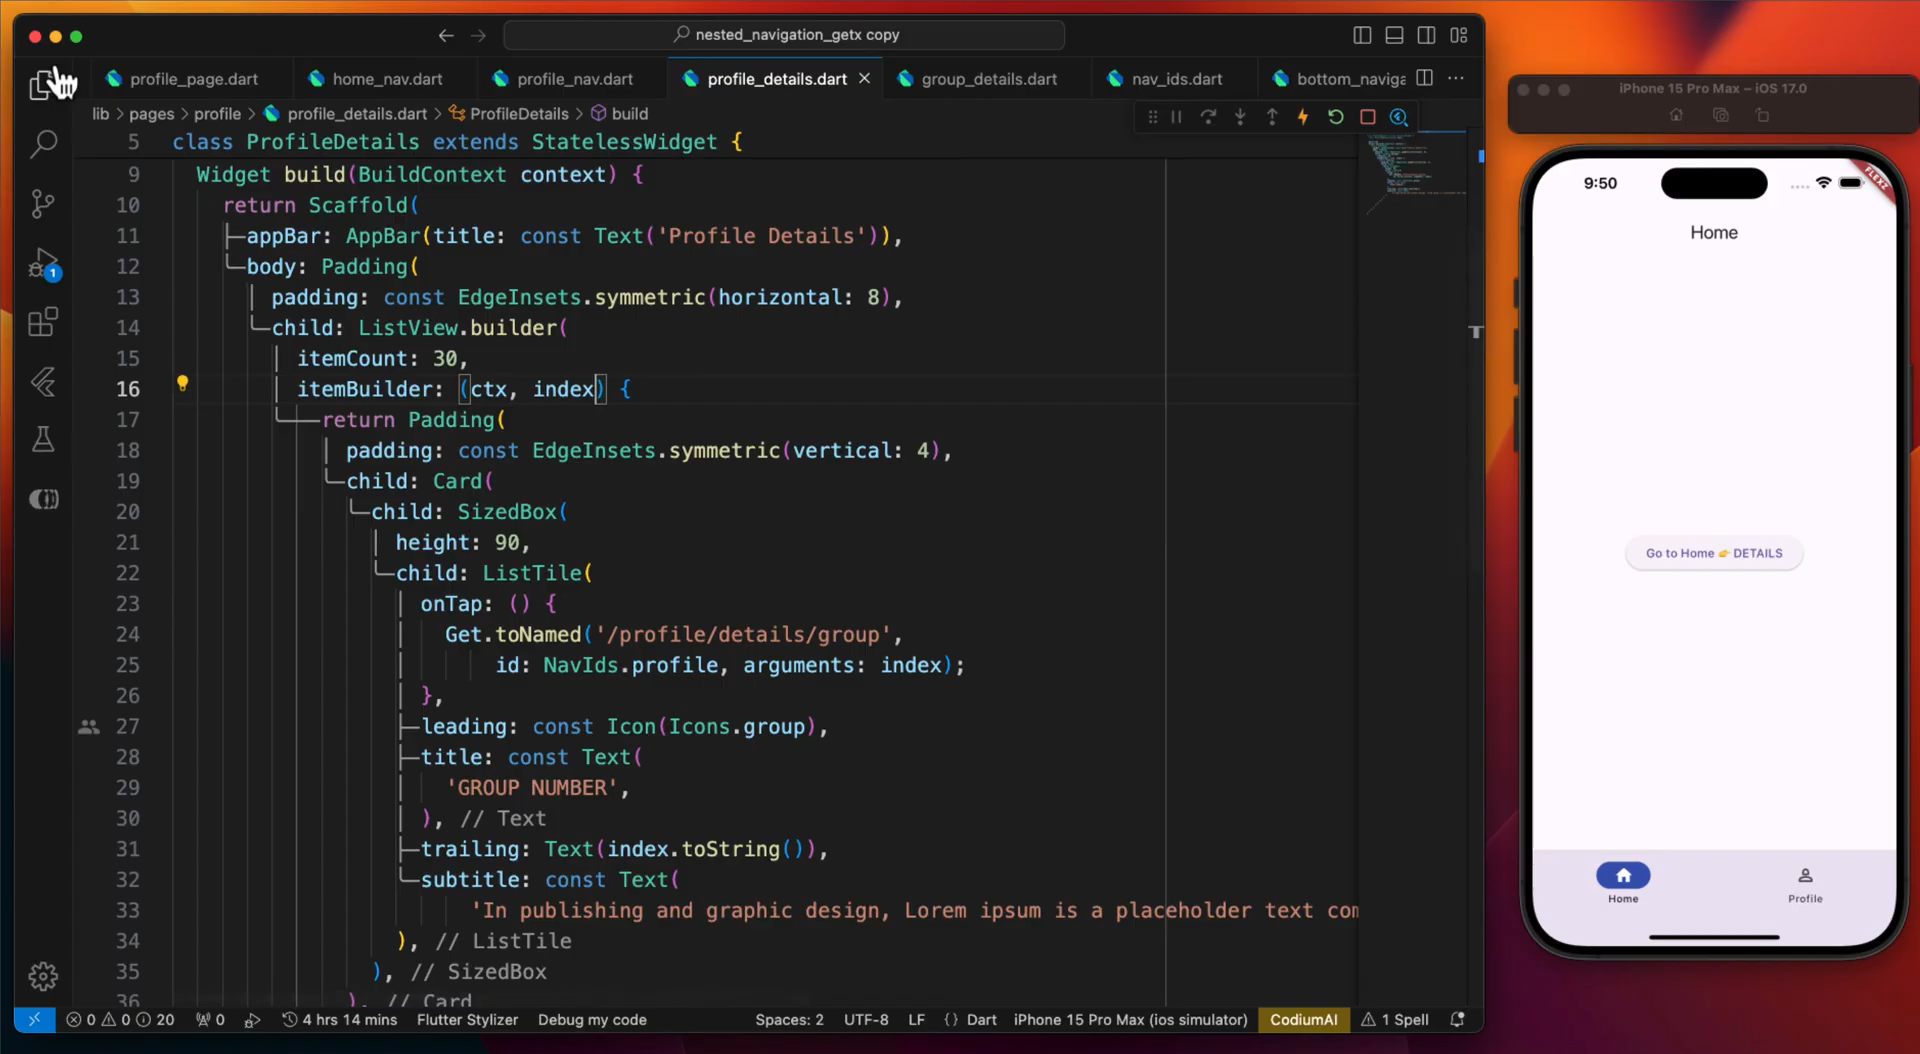 nested_navigation_getx copy
profile_page.dart
home_nav.dart
profile_nav.dart
profile_details.dart
group_details.dart
nav_ids.dart
bottom_naviga
lib > pages > profile > profile_details.dart > ProfileDetails > build
5 class ProfileDetails extends StatelessWidget {
9 Widget build(BuildContext context) {
10 return Scaffold(
11 appBar: AppBar(title: const Text('Profile Details')),
12 body: Padding(
13 padding: const EdgeInsets.symmetric(horizontal: 8),
14 child: ListView.builder(
15 itemCount: 30,
16 itemBuilder: (ctx, index) {
17 return Padding(
18 padding: const EdgeInsets.symmetric(vertical: 4),
19 child: Card(
20 child: SizedBox(
21 height: 90,
22 child: ListTile(
23 onTap: () {
24 Get.toNamed('/profile/details/group',
25 id: NavIds.profile, arguments: index);
26 },
27 leading: const Icon(Icons.group),
28 title: const Text(
29 'GROUP NUMBER',
30 ), // Text
31 trailing: Text(index.toString()),
32 subtitle: const Text(
33 'In publishing and graphic design, Lorem ipsum is a placeholder text com
34 ), // ListTile
35 ), // SizedBox
36 ), // Card
1
0 0 20 0 4 hrs 14 mins Flutter Stylizer Debug my code Spaces: 2 UTF-8 LF {} Dart iPhone 15 Pro Max (ios simulator) CodiumAI 1 Spell
iPhone 15 Pro Max – iOS 17.0
9:50
FLEXZ
Home
Go to Home 👉 DETAILS
Home
Profile